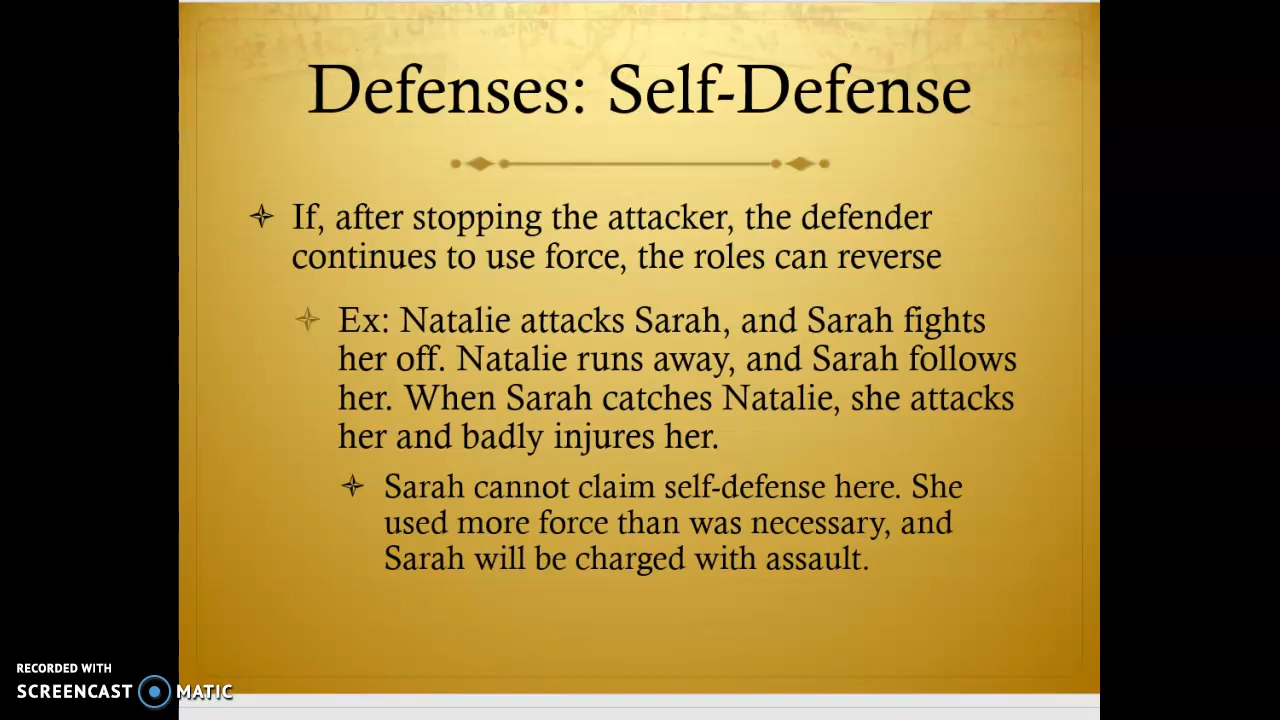 Defenses: Self-Defense
If, after stopping the attacker, the defender
continues to use force, the roles can reverse
Ex: Natalie attacks Sarah, and Sarah fights
her off. Natalie runs away, and Sarah follows
her. When Sarah catches Natalie, she attacks
her and badly injures her.
Sarah cannot claim self-defense here. She
used more force than was necessary, and
Sarah will be charged with assault.
RECORDED WITH
SCREENCAST MATIC